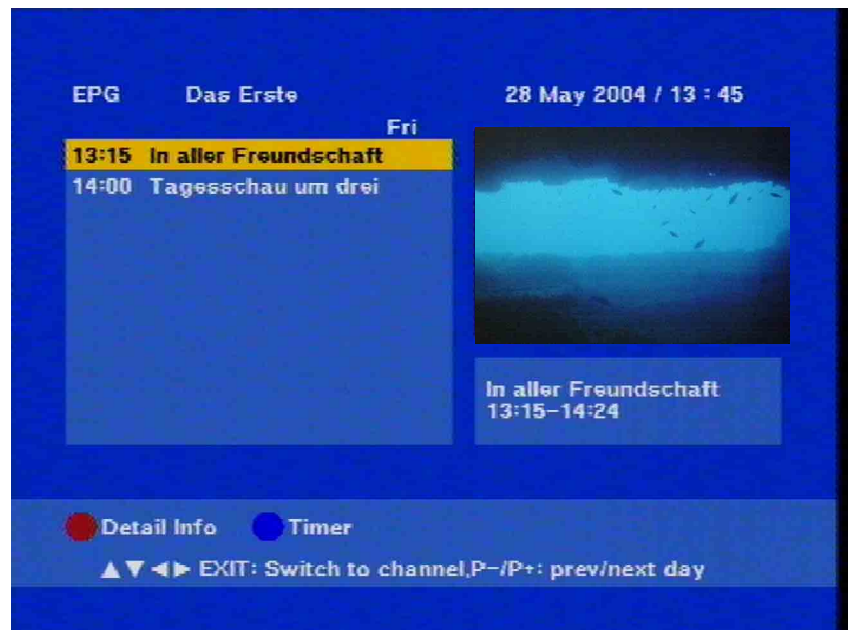 EPG Das Erste 28 May 2004 / 13 : 45
Fri
13:15 In aller Freundschaft
14:00 Tagesschau um drei
In aller Freundschaft
13:15-14:24
Detail Info Timer
▲▼◀▶ EXIT: Switch to channel,P-/P+: prev/next day